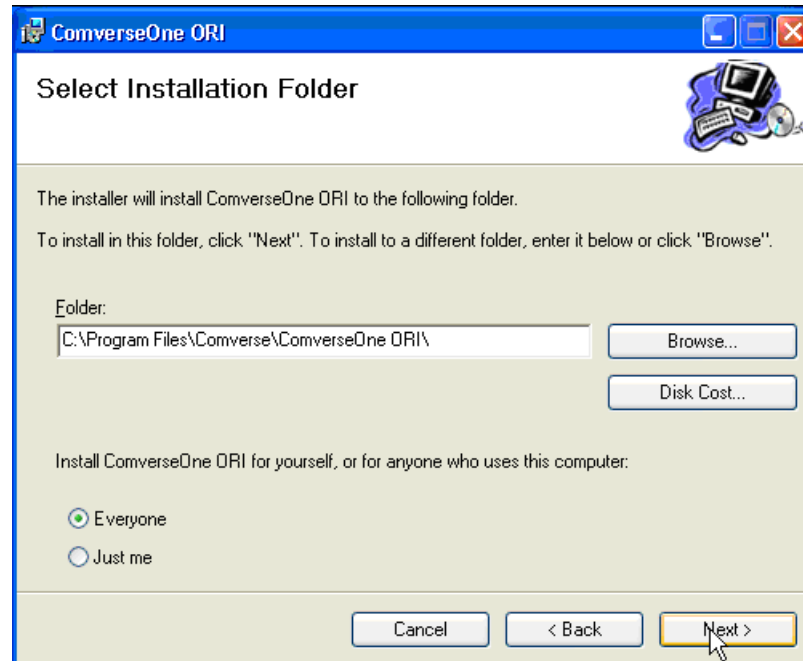 ComverseOne ORI
Select Installation Folder
The installer will install ComverseOne ORI to the following folder.
To install in this folder, click "Next". To install to a different folder, enter it below or click "Browse".
Folder:
C:\Program Files\Comverse\ComverseOne ORI\
Browse...
Disk Cost...
Install ComverseOne ORI for yourself, or for anyone who uses this computer:
Everyone
Just me
Cancel
< Back
Next >